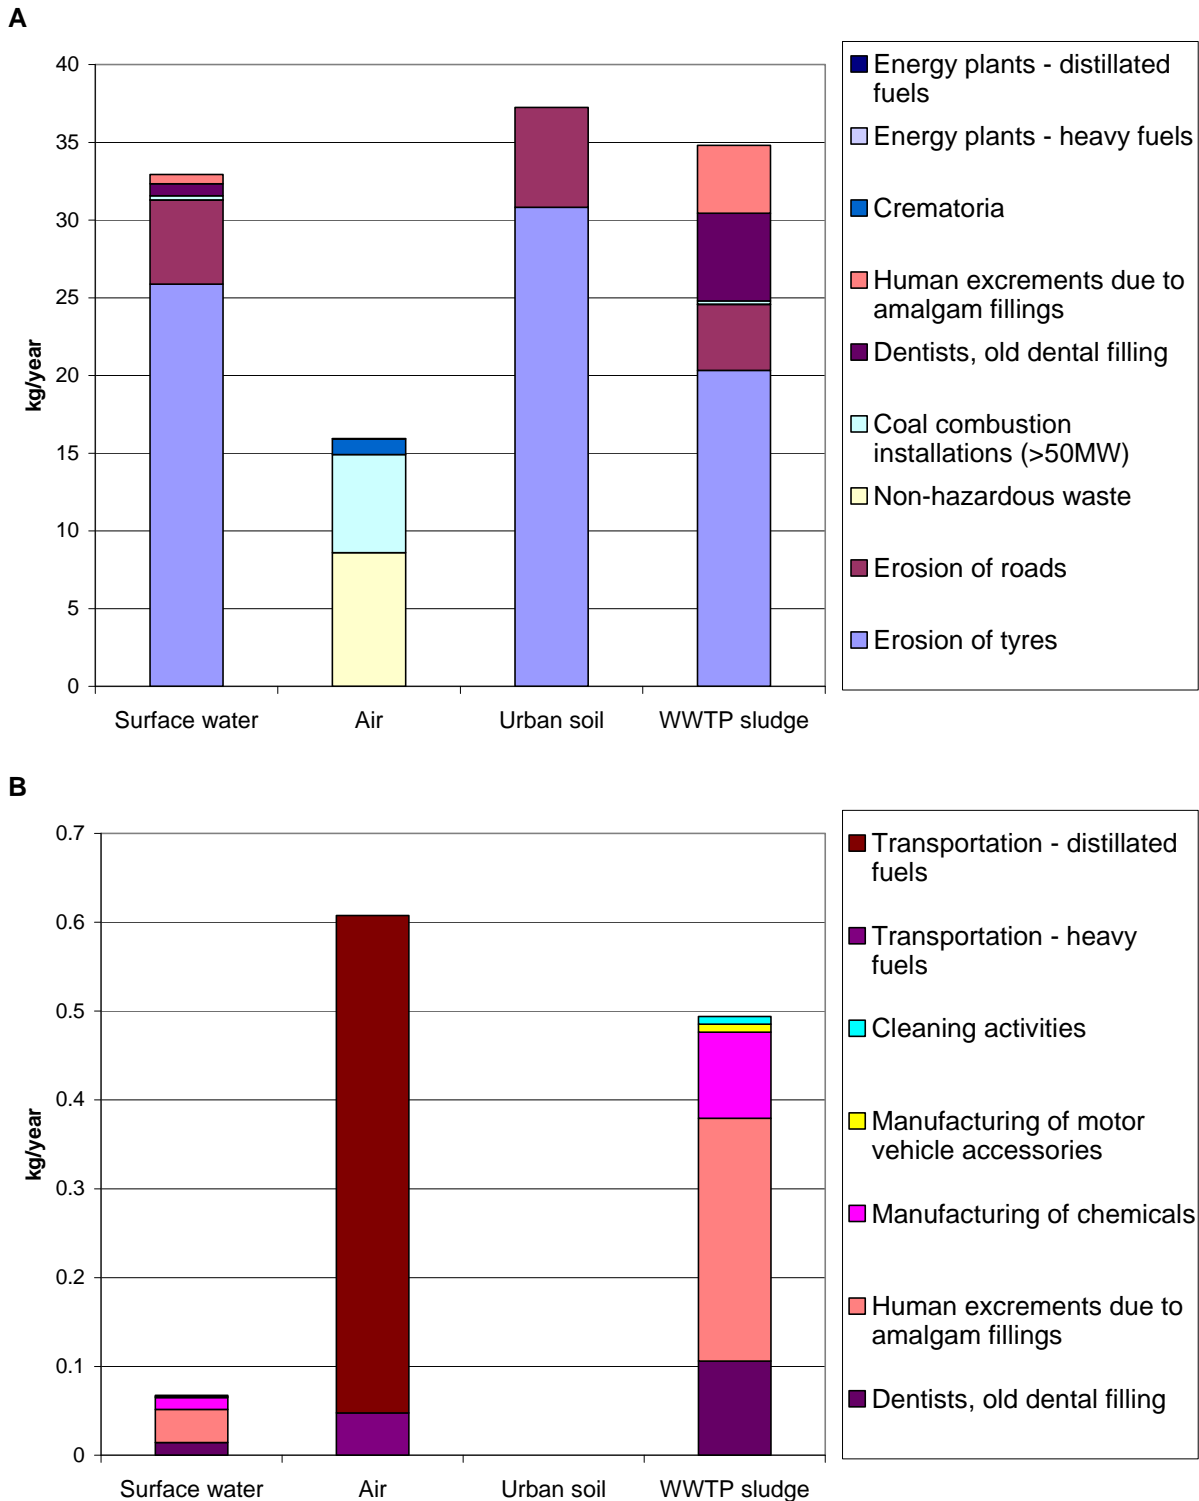 A
40
35
30
25
20
15
10
5
0
kg/year
Surface water
Air
Urban soil
WWTP sludge
Energy plants - distillated
fuels
Energy plants - heavy fuels
Crematoria
Human excrements due to
amalgam fillings
Dentists, old dental filling
Coal combustion
installations (>50MW)
Non-hazardous waste
Erosion of roads
Erosion of tyres
B
0.7
0.6
0.5
0.4
0.3
0.2
0.1
0
kg/year
Surface water
Air
Urban soil
WWTP sludge
Transportation - distillated
fuels
Transportation - heavy
fuels
Cleaning activities
Manufacturing of motor
vehicle accessories
Manufacturing of chemicals
Human excrements due to
amalgam fillings
Dentists, old dental filling